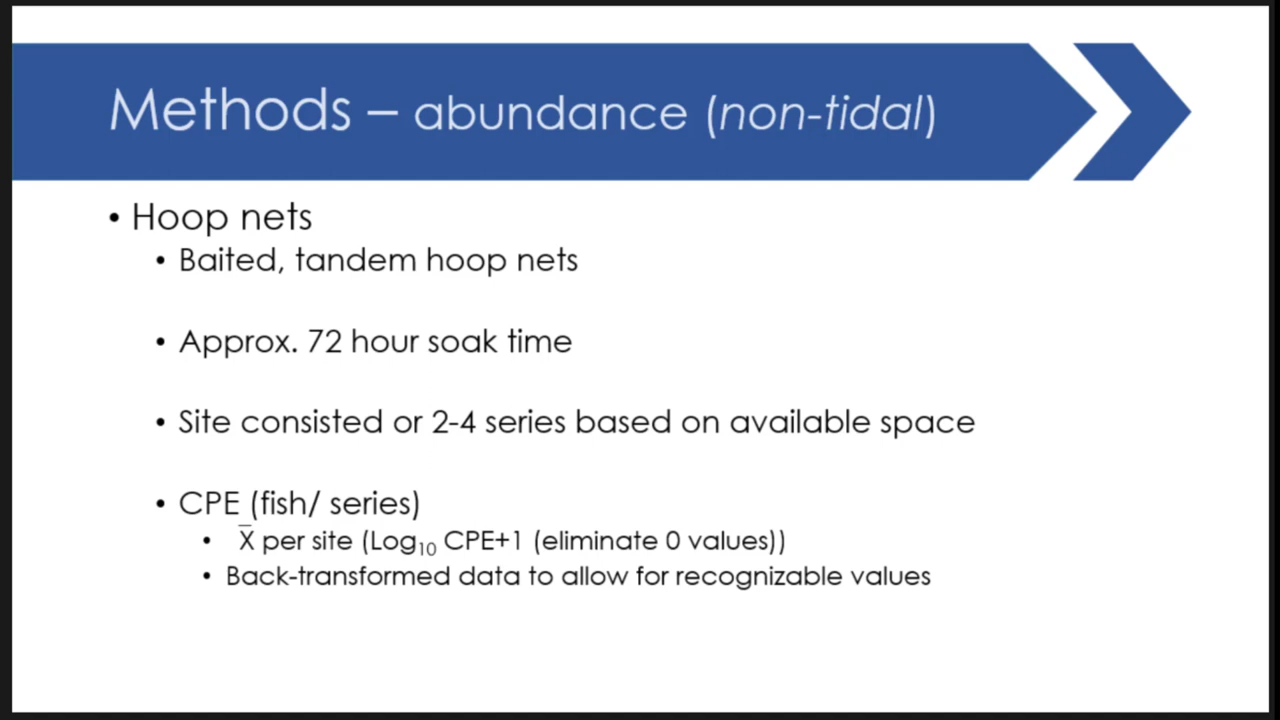 Methods – abundance (non-tidal)
• Hoop nets
• Baited, tandem hoop nets
• Approx. 72 hour soak time
• Site consisted or 2-4 series based on available space
• CPE (fish/ series)
• X̅ per site (Log₁₀ CPE+1 (eliminate 0 values))
• Back-transformed data to allow for recognizable values